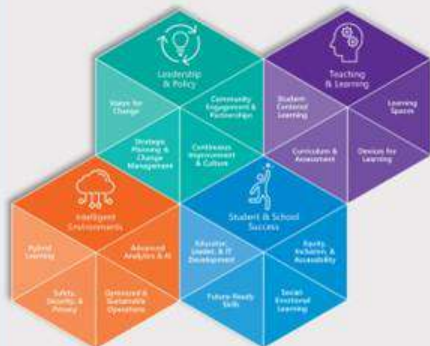 Leadership
& Policy
Vision for
Change
Community
Engagement &
Partnerships
Strategic
Planning &
Change
Management
Continuous
Improvement
& Culture
Teaching
& Learning
Student-
Centered
Learning
Learning
Spaces
Curriculum &
Assessment
Devices for
Learning
Intelligent
Environments
Hybrid
Learning
Advanced
Analytics & AI
Safety,
Security, &
Privacy
Optimized &
Sustainable
Operations
Student & School
Success
Educator,
Leader, & IT
Development
Equity,
Inclusion, &
Accessibility
Future-Ready
Skills
Social-
Emotional
Learning